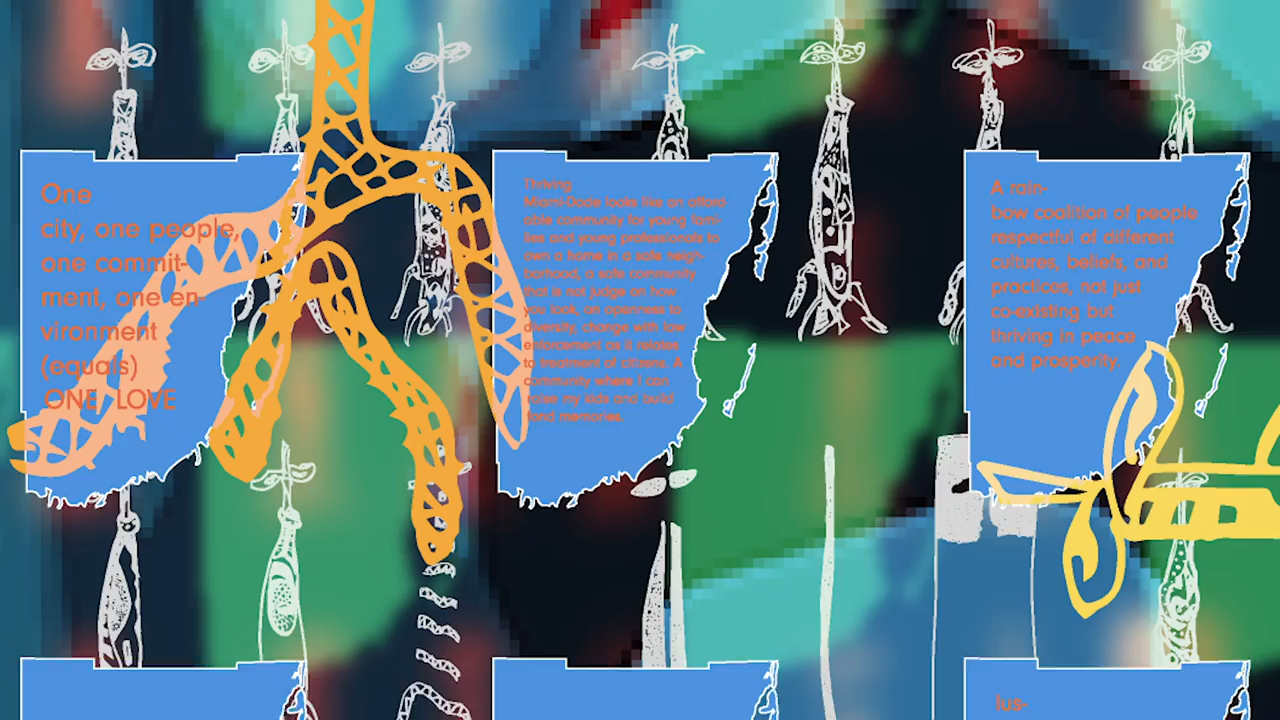 One
city, one people,
one commit-
ment, one en-
vironment
(equals)
ONE LOVE
Thriving
Miami-Dade looks like an afford-
able community for young fami-
lies and young professionals to
own a home in a safe neigh-
borhood, a safe community
that is not judge on how
you look, an openness to
diversity, change with law
enforcement as it relates
to treatment of citizens. A
community where I can
raise my kids and build
fond memories.
A rain-
bow coalition of people
respectful of different
cultures, beliefs, and
practices, not just
co-existing but
thriving in peace
and prosperity.
lus-